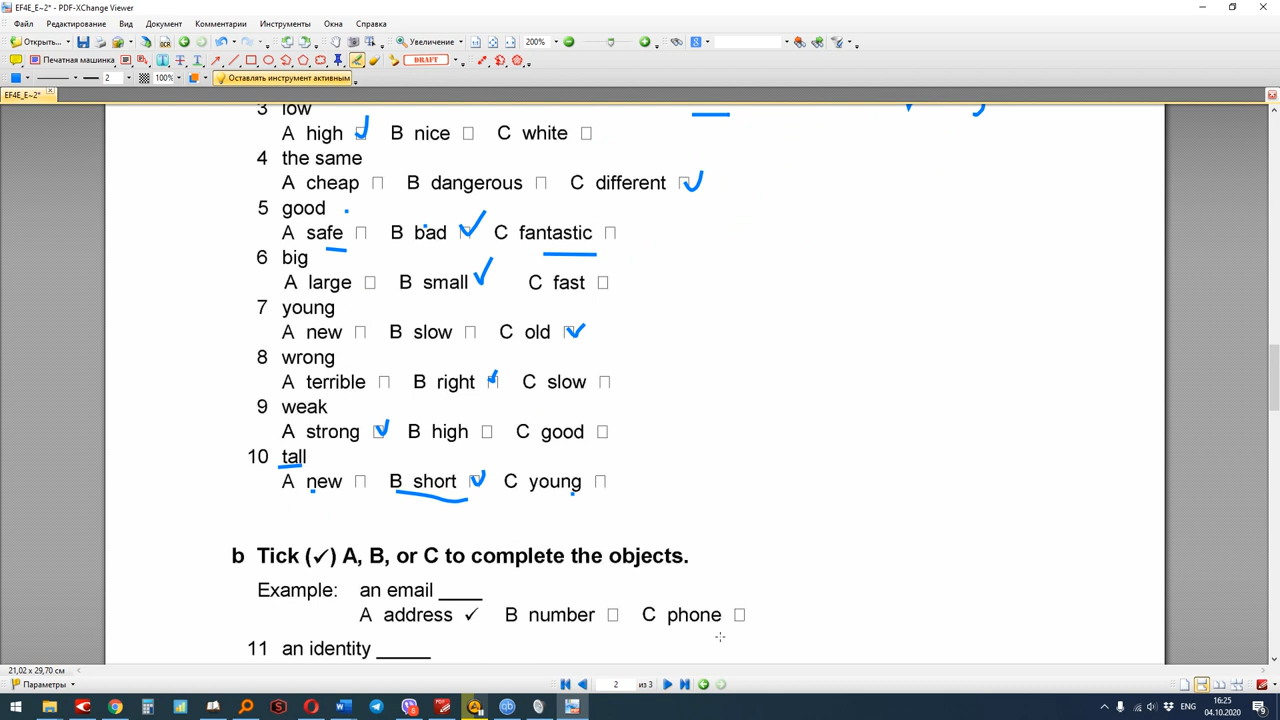 EF4E_E~2* - PDF-XChange Viewer
Файл Редактирование Вид Документ Комментарии Инструменты Окна Справка
Открыть... OCR Увеличение 200%
Печатная машинка DRAFT
2 100% Оставлять инструмент активным
EF4E_E~2*
3 low
A high B nice C white
4 the same
A cheap B dangerous C different
5 good
A safe B bad C fantastic
6 big
A large B small C fast
7 young
A new B slow C old
8 wrong
A terrible B right C slow
9 weak
A strong B high C good
10 tall
A new B short C young
b Tick (✓) A, B, or C to complete the objects.
Example: an email ____
A address ✓ B number C phone
11 an identity _____
21,02 x 29,70 см
Параметры 2 из 3
ENG 16:25
04.10.2020